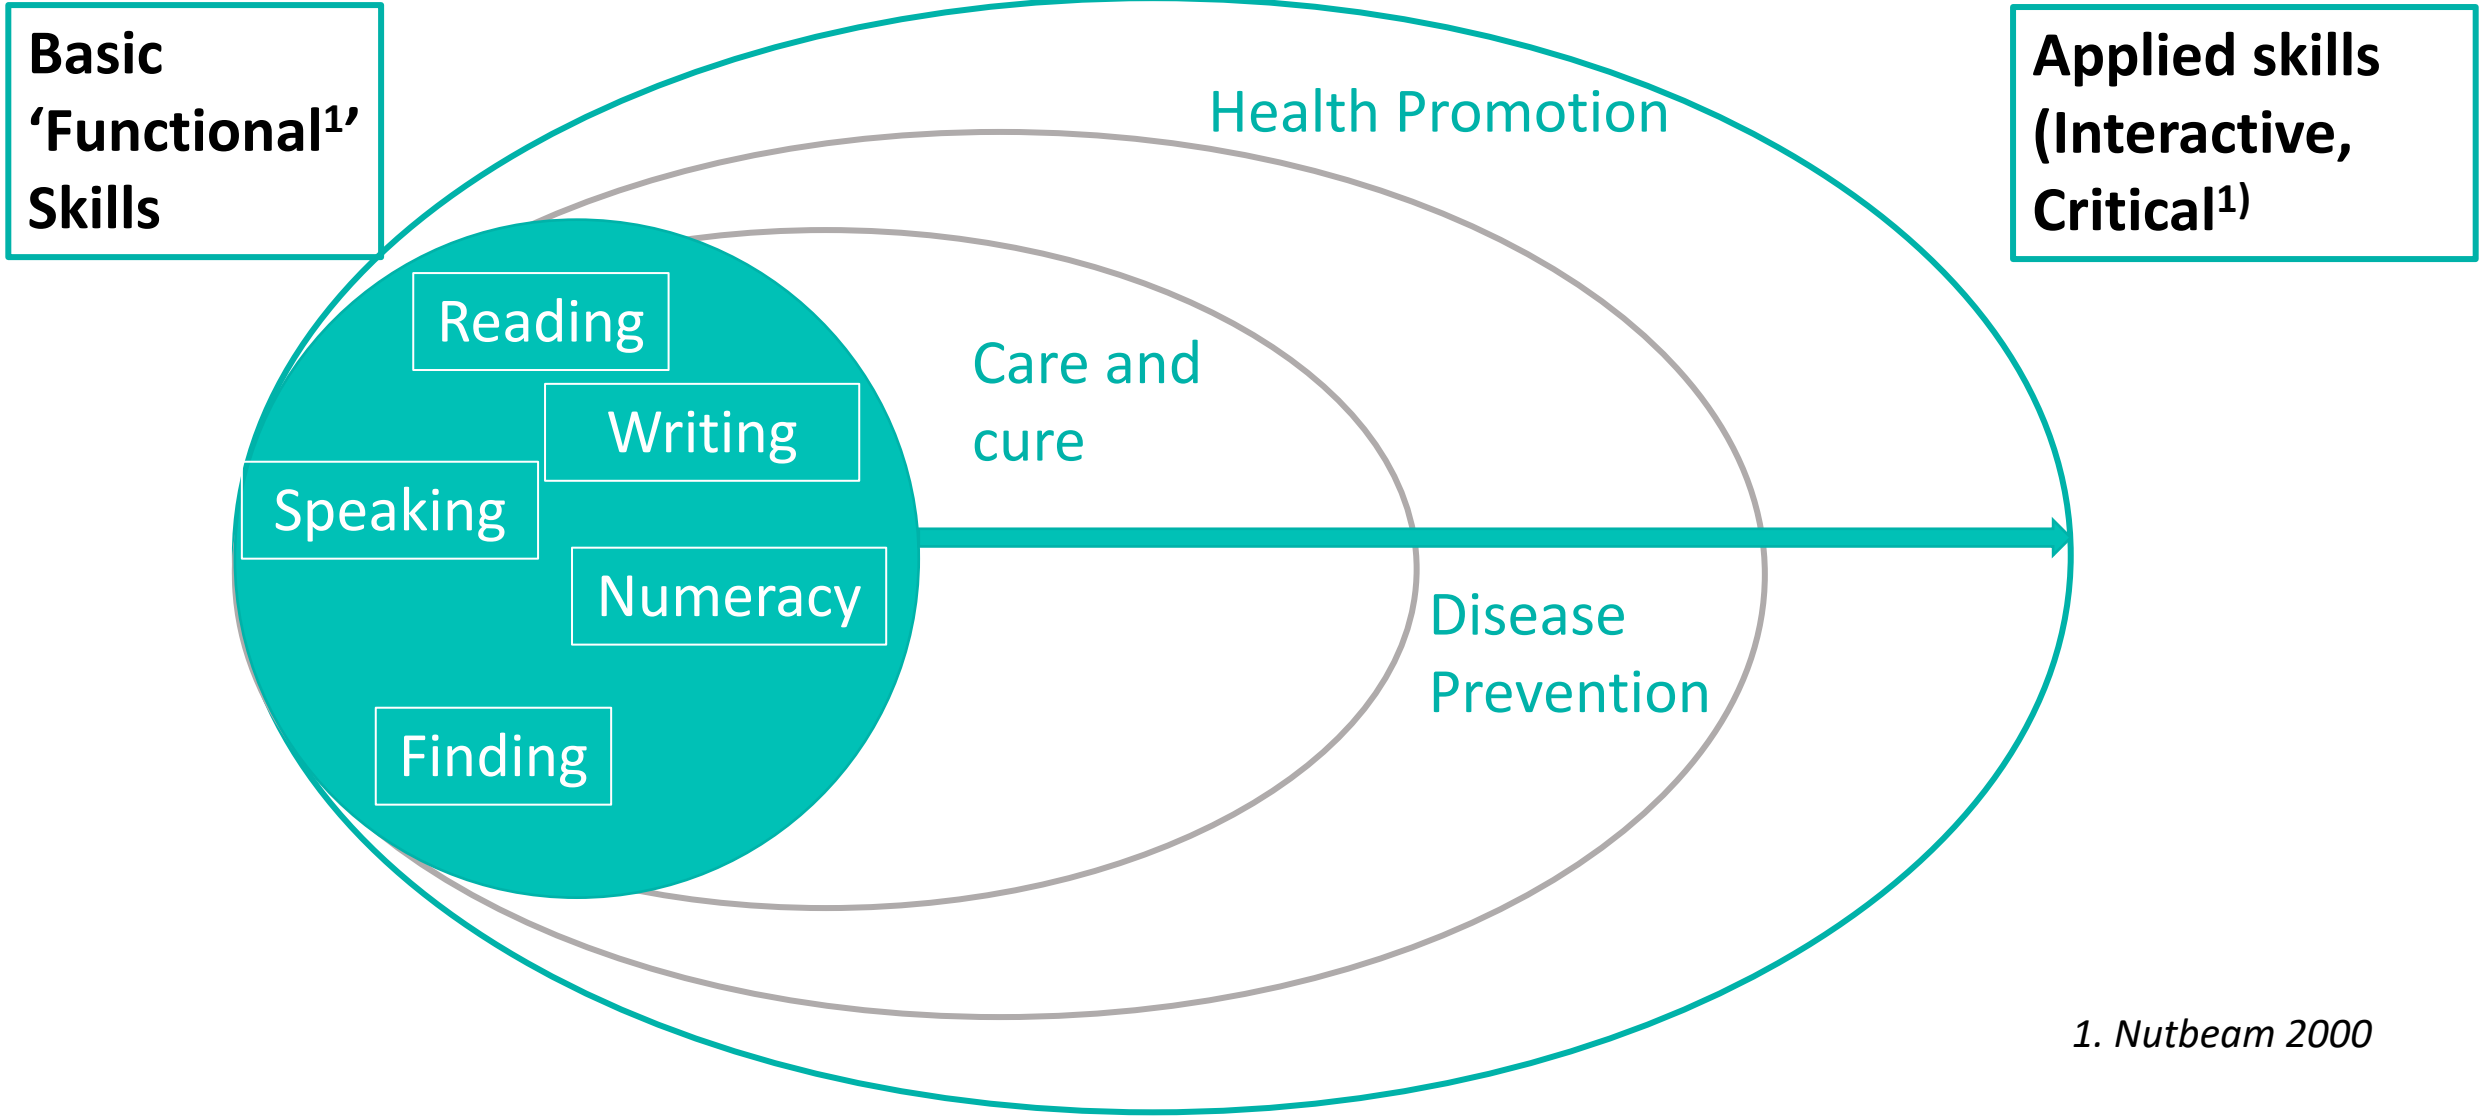 Basic
‘Functional¹’
Skills
Applied skills
(Interactive,
Critical¹⁾
Health Promotion
Reading
Care and
cure
Writing
Speaking
Numeracy
Disease
Prevention
Finding
1. Nutbeam 2000